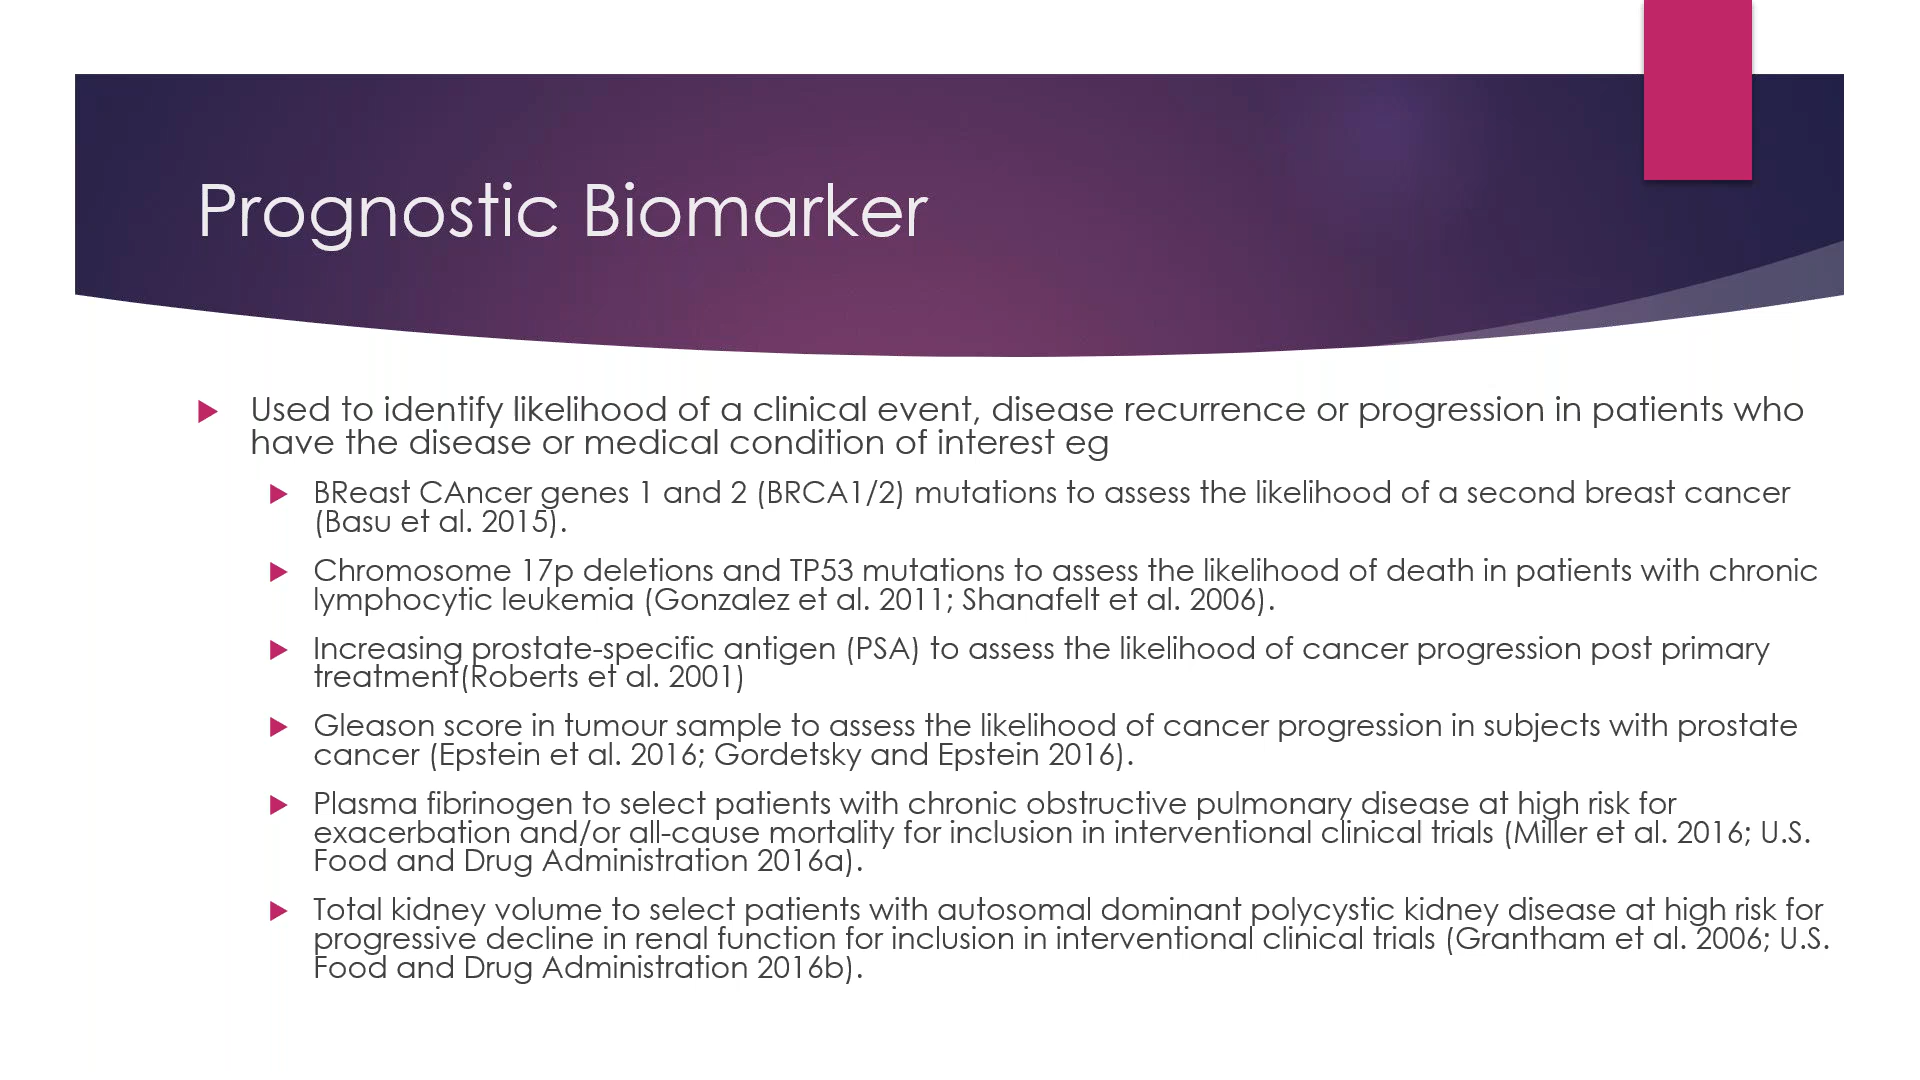 Prognostic Biomarker
Used to identify likelihood of a clinical event, disease recurrence or progression in patients who
have the disease or medical condition of interest eg
BReast CAncer genes 1 and 2 (BRCA1/2) mutations to assess the likelihood of a second breast cancer
(Basu et al. 2015).
Chromosome 17p deletions and TP53 mutations to assess the likelihood of death in patients with chronic
lymphocytic leukemia (Gonzalez et al. 2011; Shanafelt et al. 2006).
Increasing prostate-specific antigen (PSA) to assess the likelihood of cancer progression post primary
treatment(Roberts et al. 2001)
Gleason score in tumour sample to assess the likelihood of cancer progression in subjects with prostate
cancer (Epstein et al. 2016; Gordetsky and Epstein 2016).
Plasma fibrinogen to select patients with chronic obstructive pulmonary disease at high risk for
exacerbation and/or all-cause mortality for inclusion in interventional clinical trials (Miller et al. 2016; U.S.
Food and Drug Administration 2016a).
Total kidney volume to select patients with autosomal dominant polycystic kidney disease at high risk for
progressive decline in renal function for inclusion in interventional clinical trials (Grantham et al. 2006; U.S.
Food and Drug Administration 2016b).